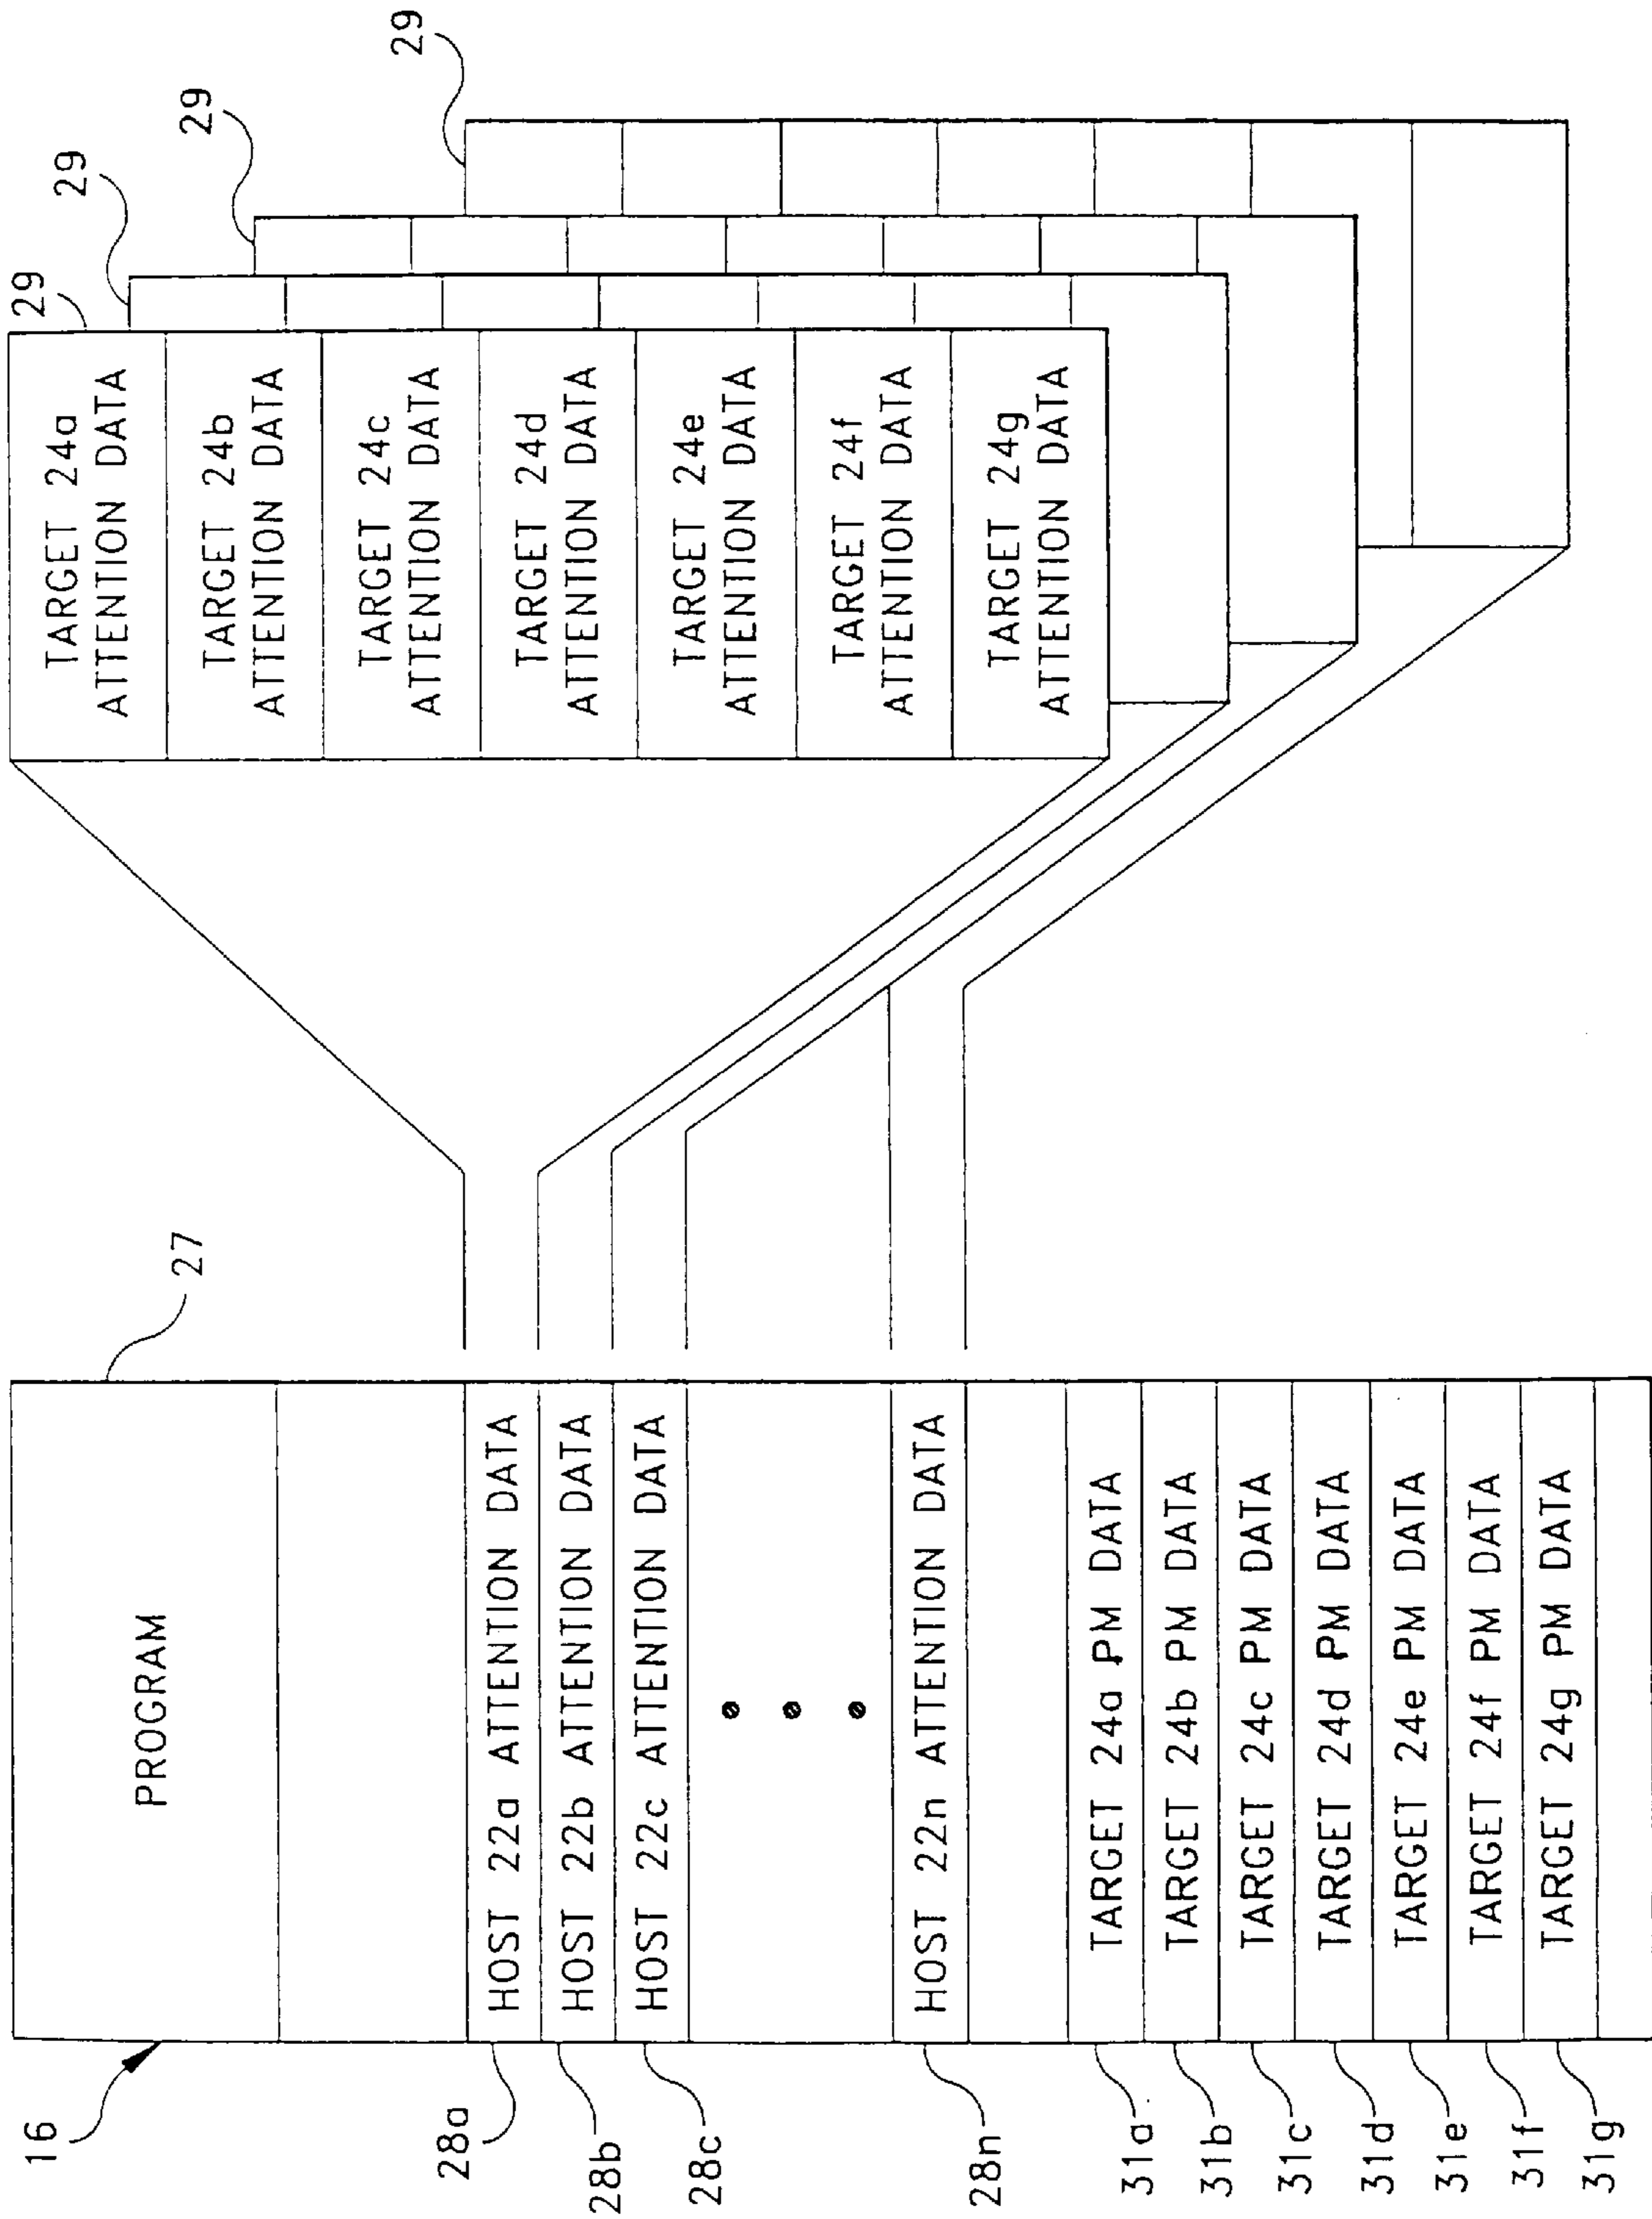 16
PROGRAM
27
28a
HOST 22a ATTENTION DATA
28b
HOST 22b ATTENTION DATA
28c
HOST 22c ATTENTION DATA
28n
HOST 22n ATTENTION DATA
31a
TARGET 24a PM DATA
31b
TARGET 24b PM DATA
31c
TARGET 24c PM DATA
31d
TARGET 24d PM DATA
31e
TARGET 24e PM DATA
31f
TARGET 24f PM DATA
31g
TARGET 24g PM DATA
29
29
29
29
TARGET 24a
ATTENTION DATA
TARGET 24b
ATTENTION DATA
TARGET 24c
ATTENTION DATA
TARGET 24d
ATTENTION DATA
TARGET 24e
ATTENTION DATA
TARGET 24f
ATTENTION DATA
TARGET 24g
ATTENTION DATA